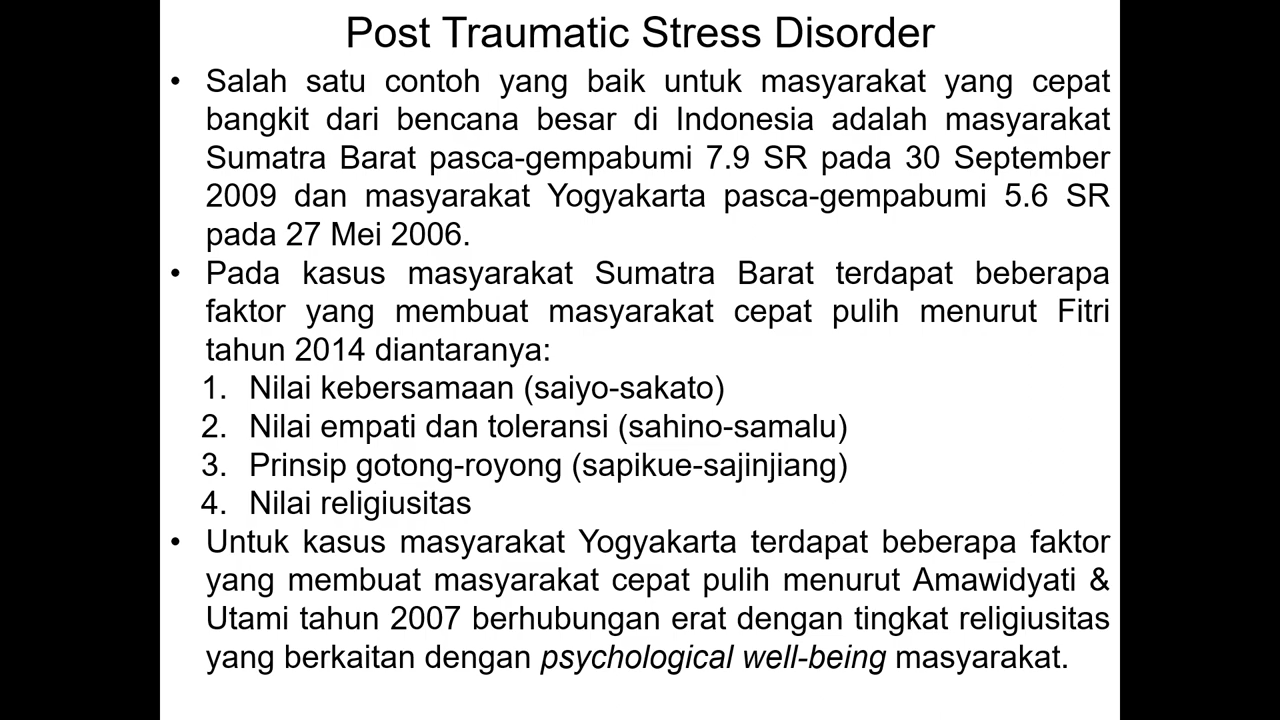 Post Traumatic Stress Disorder
• Salah satu contoh yang baik untuk masyarakat yang cepat
bangkit dari bencana besar di Indonesia adalah masyarakat
Sumatra Barat pasca-gempabumi 7.9 SR pada 30 September
2009 dan masyarakat Yogyakarta pasca-gempabumi 5.6 SR
pada 27 Mei 2006.
• Pada kasus masyarakat Sumatra Barat terdapat beberapa
faktor yang membuat masyarakat cepat pulih menurut Fitri
tahun 2014 diantaranya:
1. Nilai kebersamaan (saiyo-sakato)
2. Nilai empati dan toleransi (sahino-samalu)
3. Prinsip gotong-royong (sapikue-sajinjiang)
4. Nilai religiusitas
• Untuk kasus masyarakat Yogyakarta terdapat beberapa faktor
yang membuat masyarakat cepat pulih menurut Amawidyati &
Utami tahun 2007 berhubungan erat dengan tingkat religiusitas
yang berkaitan dengan psychological well-being masyarakat.